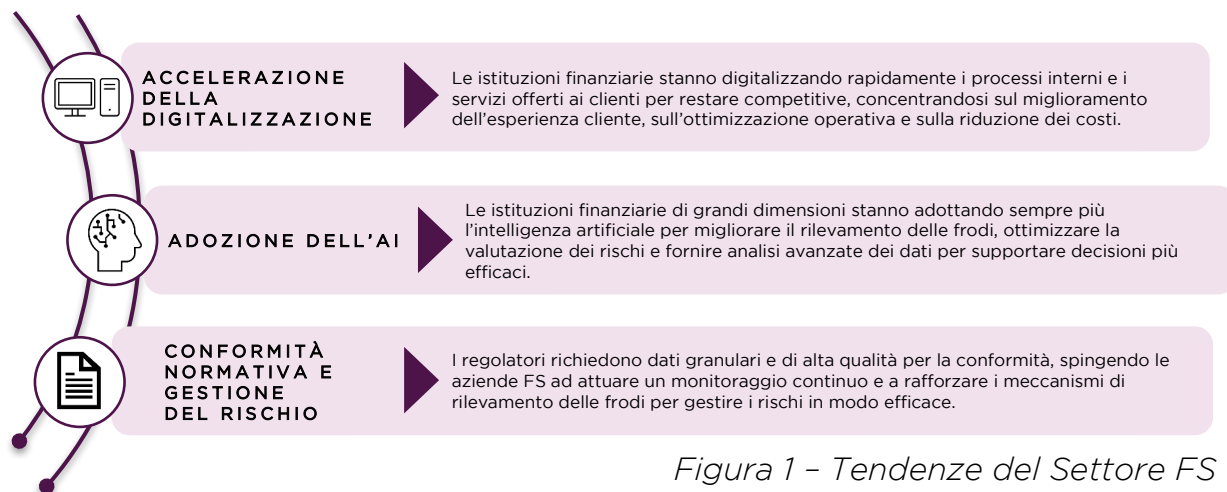 ACCELERAZIONE
DELLA
DIGITALIZZAZIONE
Le istituzioni finanziarie stanno digitalizzando rapidamente i processi interni e i
servizi offerti ai clienti per restare competitive, concentrandosi sul miglioramento
dell'esperienza cliente, sull'ottimizzazione operativa e sulla riduzione dei costi.
ADOZIONE DELL'AI
Le istituzioni finanziarie di grandi dimensioni stanno adottando sempre più
l'intelligenza artificiale per migliorare il rilevamento delle frodi, ottimizzare la
valutazione dei rischi e fornire analisi avanzate dei dati per supportare decisioni più
efficaci.
CONFORMITÀ
NORMATIVA E
GESTIONE
DEL RISCHIO
I regolatori richiedono dati granulari e di alta qualità per la conformità, spingendo le
aziende FS ad attuare un monitoraggio continuo e a rafforzare i meccanismi di
rilevamento delle frodi per gestire i rischi in modo efficace.
Figura 1 – Tendenze del Settore FS